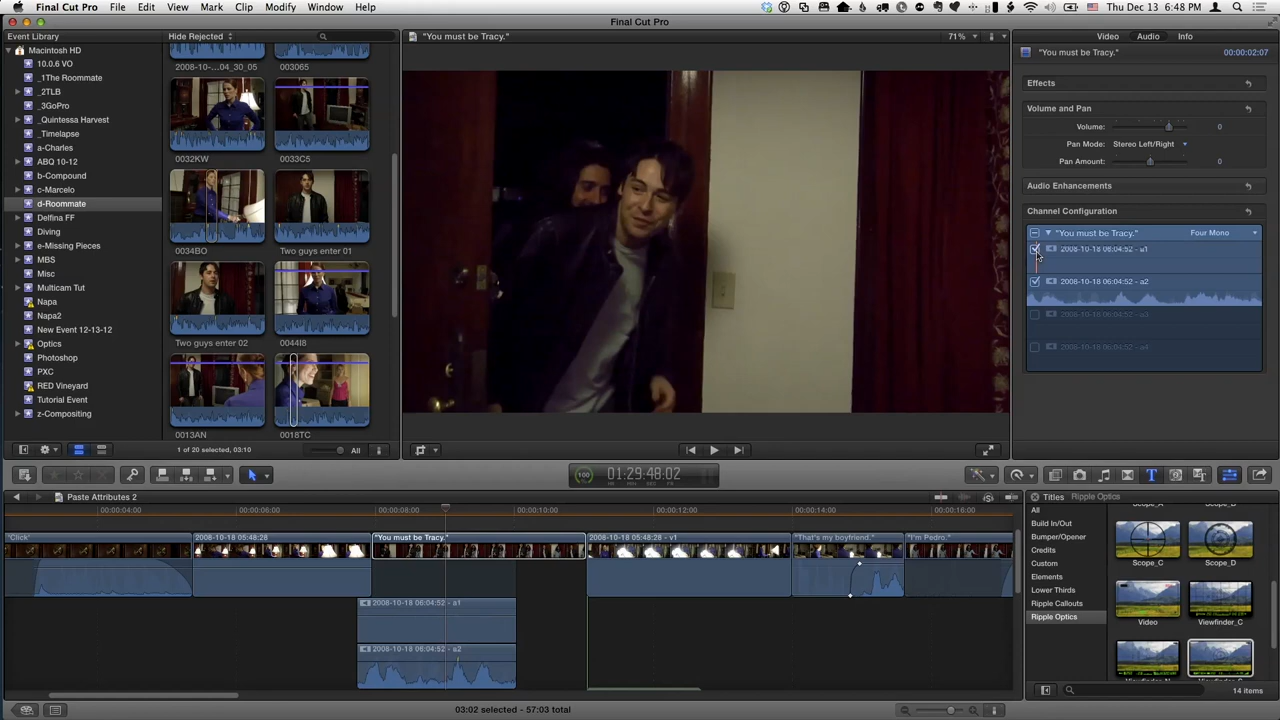 Final Cut Pro File Edit View Mark Clip Modify Window Help
Thu Dec 13 6:48 PM
Final Cut Pro
Event Library
Macintosh HD
10.0.6 VO
_1The Roommate
_2TLB
_3GoPro
_Quintessa Harvest
_Timelapse
a-Charles
ABQ 10-12
b-Compound
c-Marcelo
d-Roommate
Delfina FF
Diving
e-Missing Pieces
MBS
Misc
Multicam Tut
Napa
Napa2
New Event 12-13-12
Optics
Photoshop
PXC
RED Vineyard
Tutorial Event
z-Compositing
Hide Rejected
2008-10-...04_30_05
003065
0032KW
0033C5
0034BO
Two guys enter 01
Two guys enter 02
0044I8
0013AN
0018TC
1 of 20 selected, 03:10
All
"You must be Tracy."
71%
Video Audio Info
"You must be Tracy."
00:00:02:07
Effects
Volume and Pan
Volume: 0
Pan Mode: Stereo Left/Right
Pan Amount: 0
Audio Enhancements
Channel Configuration
"You must be Tracy." Four Mono
2008-10-18 06:04:52 - a1
2008-10-18 06:04:52 - a2
2008-10-18 06:04:52 - a3
2008-10-18 06:04:52 - a4
100
01:29:48:02
HR MIN SEC FR
Paste Attributes 2
00:00:04:00
00:00:06:00
00:00:08:00
00:00:10:00
00:00:12:00
00:00:14:00
00:00:16:00
"Click"
2008-10-18 05:48:28
"You must be Tracy."
2008-10-18 05:48:28 - v1
"That's my boyfriend."
"I'm Pedro."
2008-10-18 06:04:52 - a1
2008-10-18 06:04:52 - a2
03:02 selected - 57:03 total
Titles Ripple Optics
All
Build In/Out
Bumper/Opener
Credits
Custom
Elements
Lower Thirds
Ripple Callouts
Ripple Optics
Scope_C
Scope_D
Video
Viewfinder_C
14 items